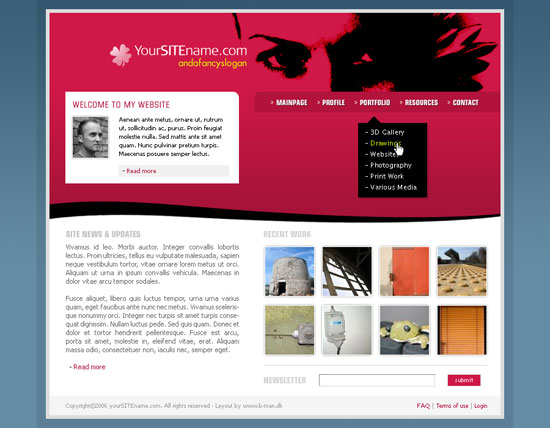 YourSITEname.com
andafancyslogan
> MAINPAGE > PROFILE > PORTFOLIO > RESOURCES > CONTACT
WELCOME TO MY WEBSITE
Aenean ante metus, ornare ut, rutrum
ut, sollicitudin ac, purus. Proin feugiat
molestie nulla. Sed mattis ante sit amet
quam. Nunc pulvinar pretium turpis.
Maecenas posuere semper lectus.
- Read more
- 3D Gallery
- Drawings
- Websites
- Photography
- Print Work
- Various Media
SITE NEWS & UPDATES
Vivamus id leo. Morbi auctor. Integer convallis lobortis
lectus. Proin ultricies, tellus eu vulputate malesuada, sapien
neque vestibulum tortor, vitae ornare lorem metus ut orci.
Aliquam ut urna in ipsum convallis vehicula. Maecenas in
dolor vitae arcu tempor sodales.
Fusce aliquet, libero quis luctus tempor, urna urna varius
quam, eget faucibus ante nunc nec metus. Vivamus sceleris-
que nonummy orci. Integer nec turpis sit amet turpis conse-
quat dignissim. Nullam luctus pede. Sed quis quam. Donec et
dolor et tortor hendrerit pellentesque. Fusce est arcu,
porta sit amet, molestie in, eleifend vitae, erat. Aliquam
massa odio, consectetuer non, iaculis nec, semper eget.
- Read more
RECENT WORK
NEWSLETTER
submit
Copyright©2006 yourSITEname.com. All rights reserved - Layout by www.b-man.dk
FAQ | Terms of use | Login